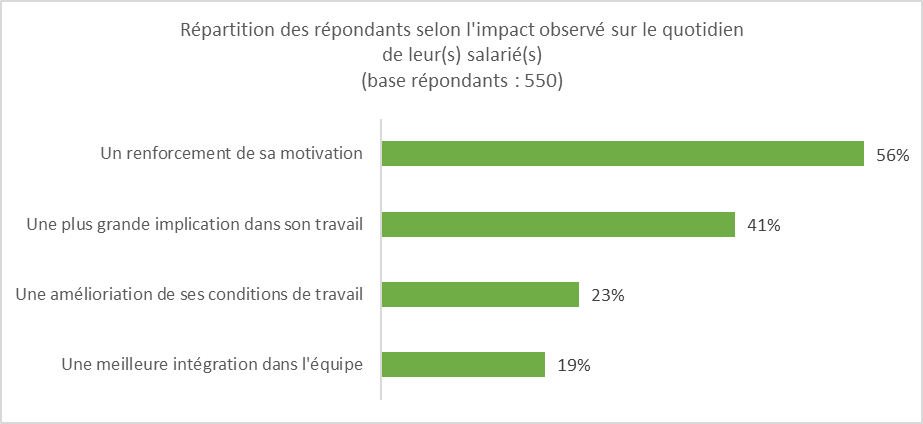 Répartition des répondants selon l'impact observé sur le quotidien
de leur(s) salarié(s)
(base répondants : 550)
Un renforcement de sa motivation 56%
Une plus grande implication dans son travail 41%
Une amélioriation de ses conditions de travail 23%
Une meilleure intégration dans l'équipe 19%